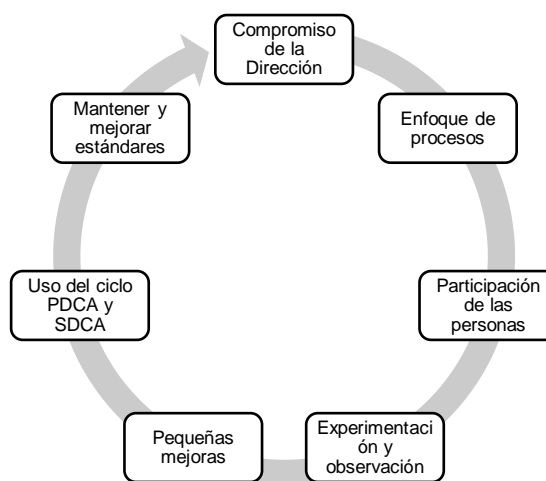 Compromiso
de la
Dirección
Enfoque de
procesos
Participación
de las
personas
Experimentaci
ón y
observación
Pequeñas
mejoras
Uso del ciclo
PDCA y
SDCA
Mantener y
mejorar
estándares